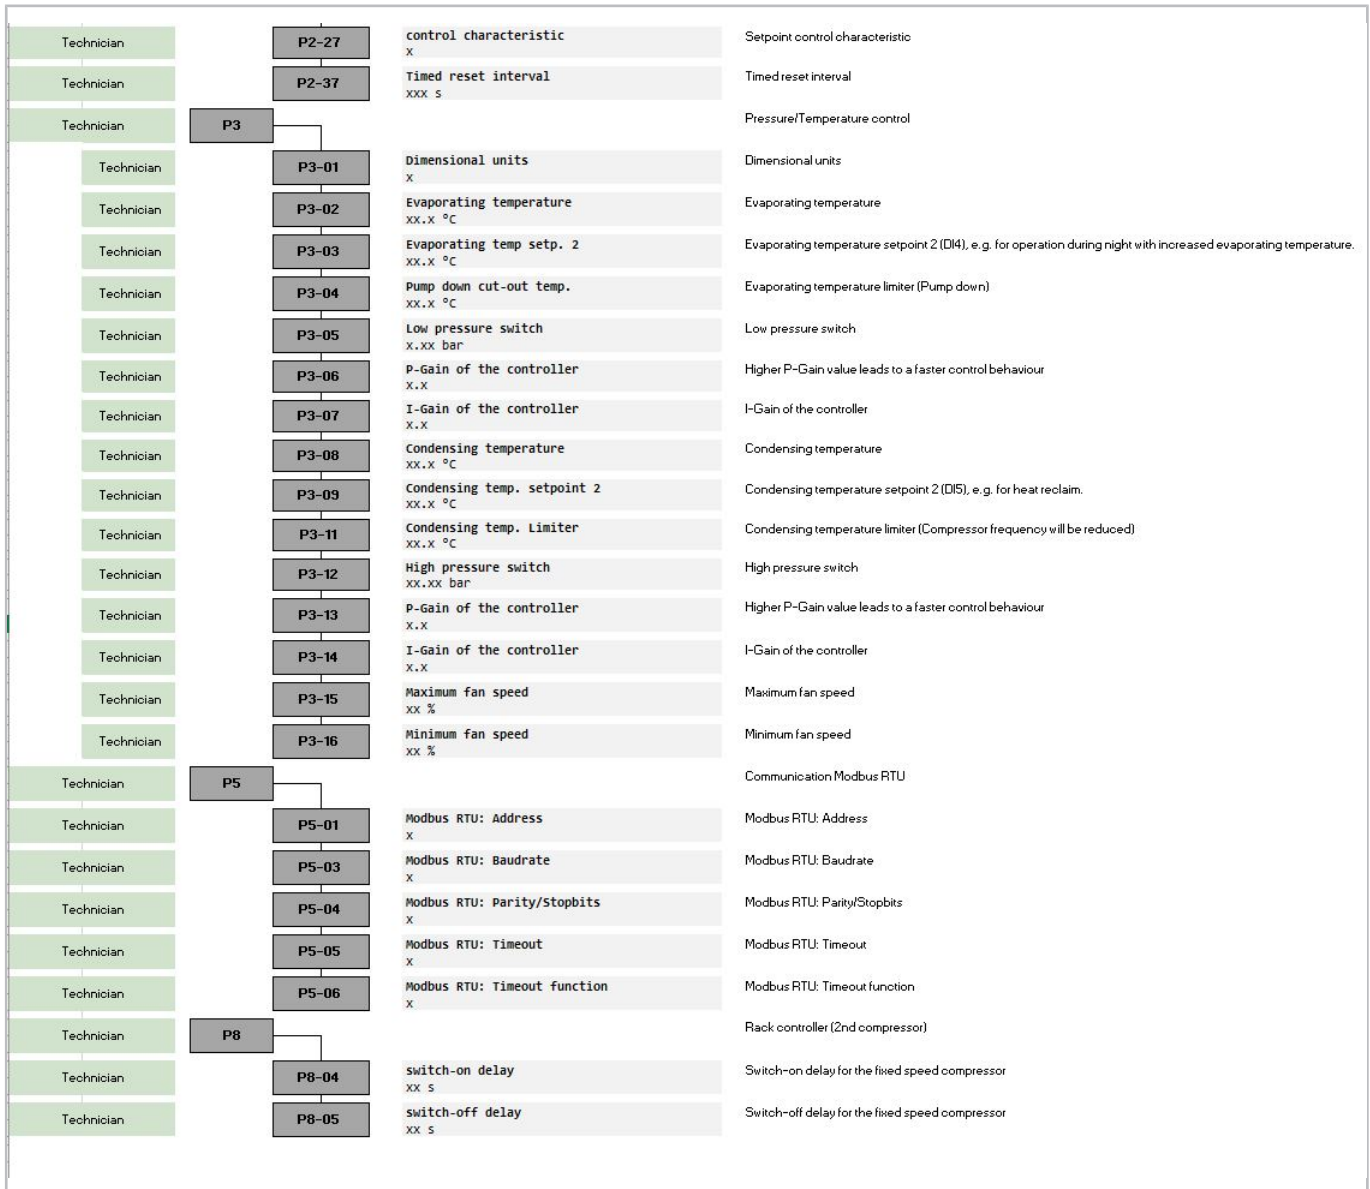 Technician P2-27 control characteristic Setpoint control characteristic
x
Technician P2-37 Timed reset interval Timed reset interval
xxx s
Technician P3 Pressure/Temperature control
Technician P3-01 Dimensional units Dimensional units
x
Technician P3-02 Evaporating temperature Evaporating temperature
xx.x °C
Technician P3-03 Evaporating temp setp. 2 Evaporating temperature setpoint 2 (DI4), e.g. for operation during night with increased evaporating temperature.
xx.x °C
Technician P3-04 Pump down cut-out temp. Evaporating temperature limiter (Pump down)
xx.x °C
Technician P3-05 Low pressure switch Low pressure switch
x.xx bar
Technician P3-06 P-Gain of the controller Higher P-Gain value leads to a faster control behaviour
x.x
Technician P3-07 I-Gain of the controller I-Gain of the controller
x.x
Technician P3-08 Condensing temperature Condensing temperature
xx.x °C
Technician P3-09 Condensing temp. setpoint 2 Condensing temperature setpoint 2 (DI5), e.g. for heat reclaim.
xx.x °C
Technician P3-11 Condensing temp. Limiter Condensing temperature limiter (Compressor frequency will be reduced)
xx.x °C
Technician P3-12 High pressure switch High pressure switch
xx.xx bar
Technician P3-13 P-Gain of the controller Higher P-Gain value leads to a faster control behaviour
x.x
Technician P3-14 I-Gain of the controller I-Gain of the controller
x.x
Technician P3-15 Maximum fan speed Maximum fan speed
xx %
Technician P3-16 Minimum fan speed Minimum fan speed
xx %
Technician P5 Communication Modbus RTU
Technician P5-01 Modbus RTU: Address Modbus RTU: Address
x
Technician P5-03 Modbus RTU: Baudrate Modbus RTU: Baudrate
x
Technician P5-04 Modbus RTU: Parity/Stopbits Modbus RTU: Parity/Stopbits
x
Technician P5-05 Modbus RTU: Timeout Modbus RTU: Timeout
x
Technician P5-06 Modbus RTU: Timeout function Modbus RTU: Timeout function
x
Technician P8 Rack controller (2nd compressor)
Technician P8-04 switch-on delay Switch-on delay for the fixed speed compressor
xx s
Technician P8-05 switch-off delay Switch-off delay for the fixed speed compressor
xx s